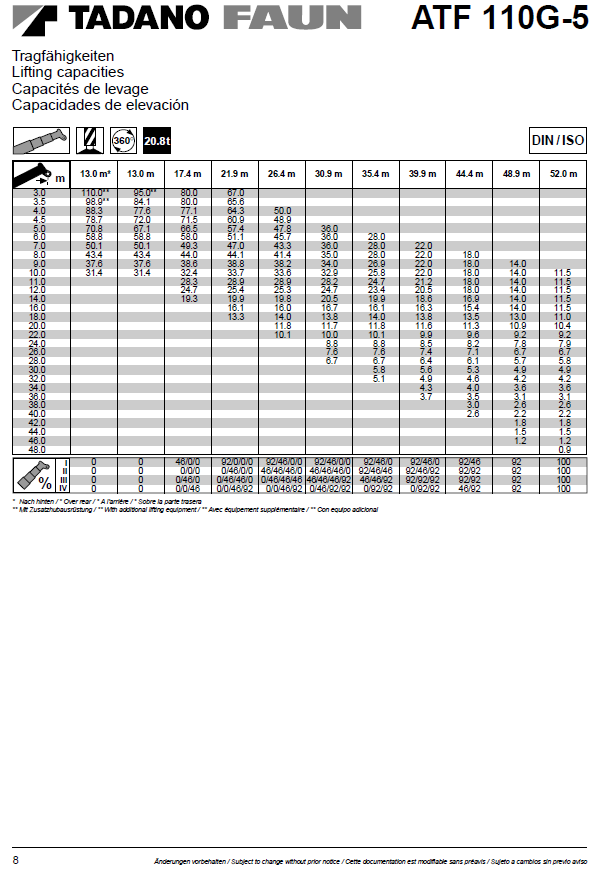 TADANO FAUN ATF 110G-5
Tragfähigkeiten
Lifting capacities
Capacités de levage
Capacidades de elevación
360° 20.8t DIN / ISO
m 13.0 m* 13.0 m 17.4 m 21.9 m 26.4 m 30.9 m 35.4 m 39.9 m 44.4 m 48.9 m 52.0 m
3.0 110.0** 95.0** 80.0 67.0
3.5 98.9** 84.1 80.0 65.6
4.0 88.3 77.6 77.1 64.3 50.0
4.5 78.7 72.0 71.5 60.9 48.9
5.0 70.8 67.1 66.5 57.4 47.8 36.0
6.0 58.8 58.8 58.0 51.1 45.7 36.0 28.0
7.0 50.1 50.1 49.3 47.0 43.3 36.0 28.0 22.0
8.0 43.4 43.4 44.0 44.1 41.4 35.0 28.0 22.0 18.0
9.0 37.6 37.6 38.6 38.8 38.2 34.0 26.9 22.0 18.0 14.0
10.0 31.4 31.4 32.4 33.7 33.6 32.9 25.8 22.0 18.0 14.0 11.5
11.0 28.3 28.9 28.9 28.2 24.7 21.2 18.0 14.0 11.5
12.0 24.7 25.4 25.3 24.7 23.4 20.5 18.0 14.0 11.5
14.0 19.3 19.9 19.8 20.5 19.9 18.6 16.9 14.0 11.5
16.0 16.1 16.0 16.7 16.1 16.3 15.4 14.0 11.5
18.0 13.3 14.0 13.8 14.0 13.8 13.5 13.0 11.0
20.0 11.8 11.7 11.8 11.6 11.3 10.9 10.4
22.0 10.1 10.0 10.1 9.9 9.6 9.2 9.2
24.0 8.8 8.8 8.5 8.2 7.8 7.9
26.0 7.6 7.6 7.4 7.1 6.7 6.7
28.0 6.7 6.7 6.4 6.1 5.7 5.8
30.0 5.8 5.6 5.3 4.9 4.9
32.0 5.1 4.9 4.6 4.2 4.2
34.0 4.3 4.0 3.6 3.6
36.0 3.7 3.5 3.1 3.1
38.0 3.0 2.6 2.6
40.0 2.6 2.2 2.2
42.0 1.8 1.8
44.0 1.5 1.5
46.0 1.2 1.2
48.0 0.9
I 0 0 46/0/0 92/0/0/0 92/46/0/0 92/46/0/0 92/46/0 92/46/0 92/46 92 100
II 0 0 0/0/0 0/46/0/0 46/46/46/0 46/46/46/0 92/46/46 92/46/92 92/92 92 100
% III 0 0 0/46/0 0/46/46/0 0/46/46/46 46/46/46/92 46/46/92 92/92/92 92/92 92 100
IV 0 0 0/0/46 0/0/46/92 0/0/46/92 0/46/46/92 0/92/92 0/92/92 46/92 92 100
* Nach hinten / * Over rear / * A l'arrière / * Sobre la parte trasera
** Mit Zusatzhubausrüstung / ** With additional lifting equipment / ** Avec équipement supplémentaire / ** Con equipo adicional
8 Änderungen vorbehalten / Subject to change without prior notice / Cette documentation est modifiable sans préavis / Sujeto a cambios sin previo aviso